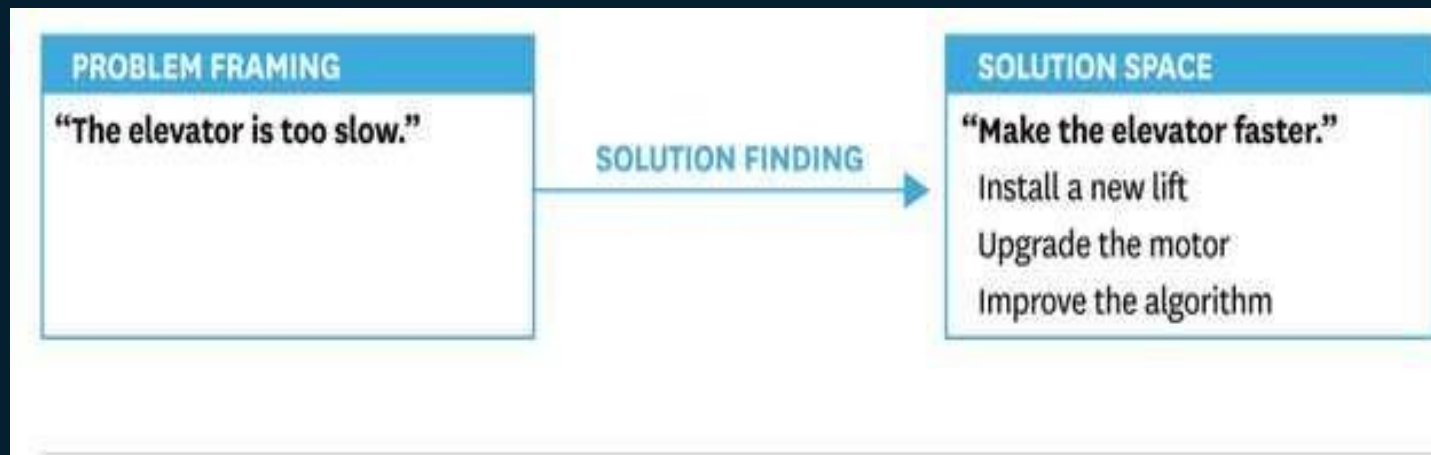 PROBLEM FRAMING
“The elevator is too slow.”
SOLUTION FINDING
SOLUTION SPACE
“Make the elevator faster.”
Install a new lift
Upgrade the motor
Improve the algorithm